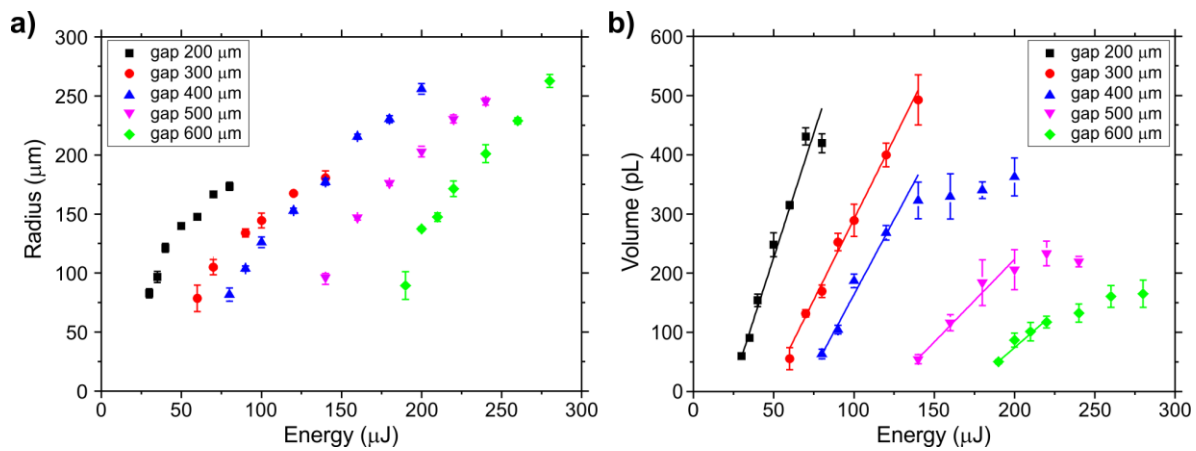 a)
300
250
200
150
100
50
0
Radius (μm)
gap 200 μm
gap 300 μm
gap 400 μm
gap 500 μm
gap 600 μm
0 50 100 150 200 250 300
Energy (μJ)
b)
600
500
400
300
200
100
0
Volume (pL)
gap 200 μm
gap 300 μm
gap 400 μm
gap 500 μm
gap 600 μm
0 50 100 150 200 250 300
Energy (μJ)